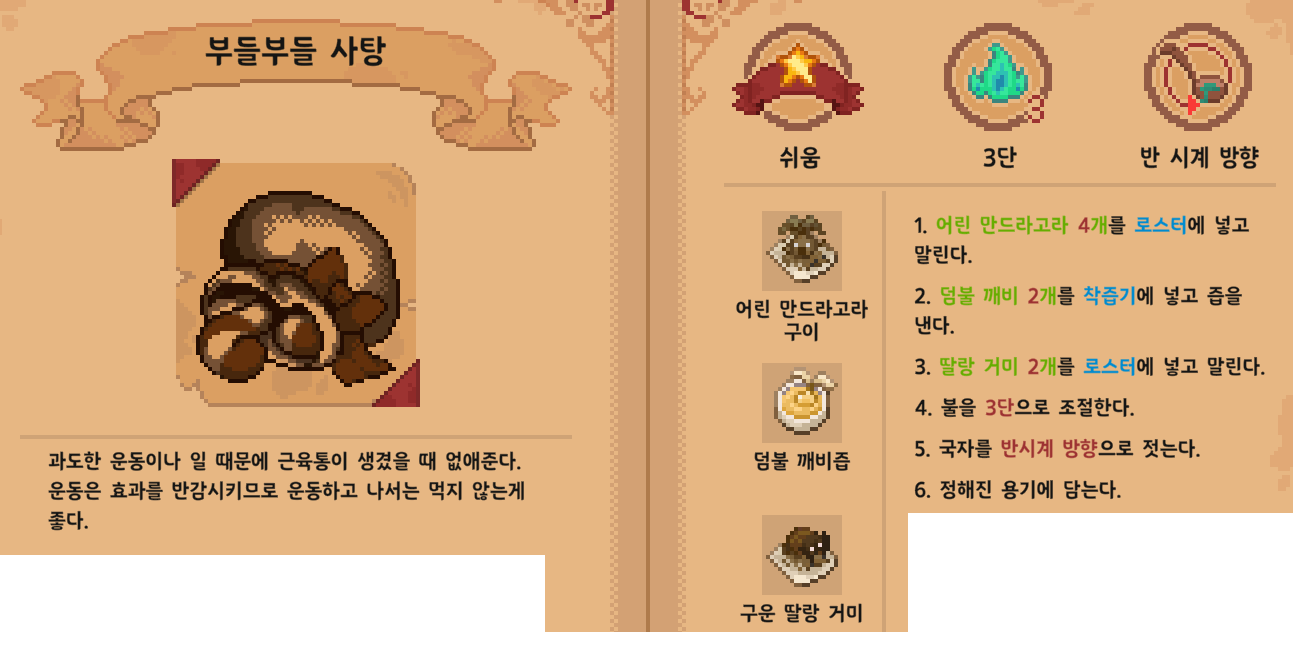 부들부들 사탕
과도한 운동이나 일 때문에 근육통이 생겼을 때 없애준다.
운동은 효과를 반감시키므로 운동하고 나서는 먹지 않는게
좋다.
3
쉬움
3단
반 시계 방향
어린 만드라고라
구이
덤불 깨비즙
구운 딸랑 거미
1. 어린 만드라고라 4개를 로스터에 넣고
말린다.
2. 덤불 깨비 2개를 착즙기에 넣고 즙을
낸다.
3. 딸랑 거미 2개를 로스터에 넣고 말린다.
4. 불을 3단으로 조절한다.
5. 국자를 반시계 방향으로 젓는다.
6. 정해진 용기에 담는다.